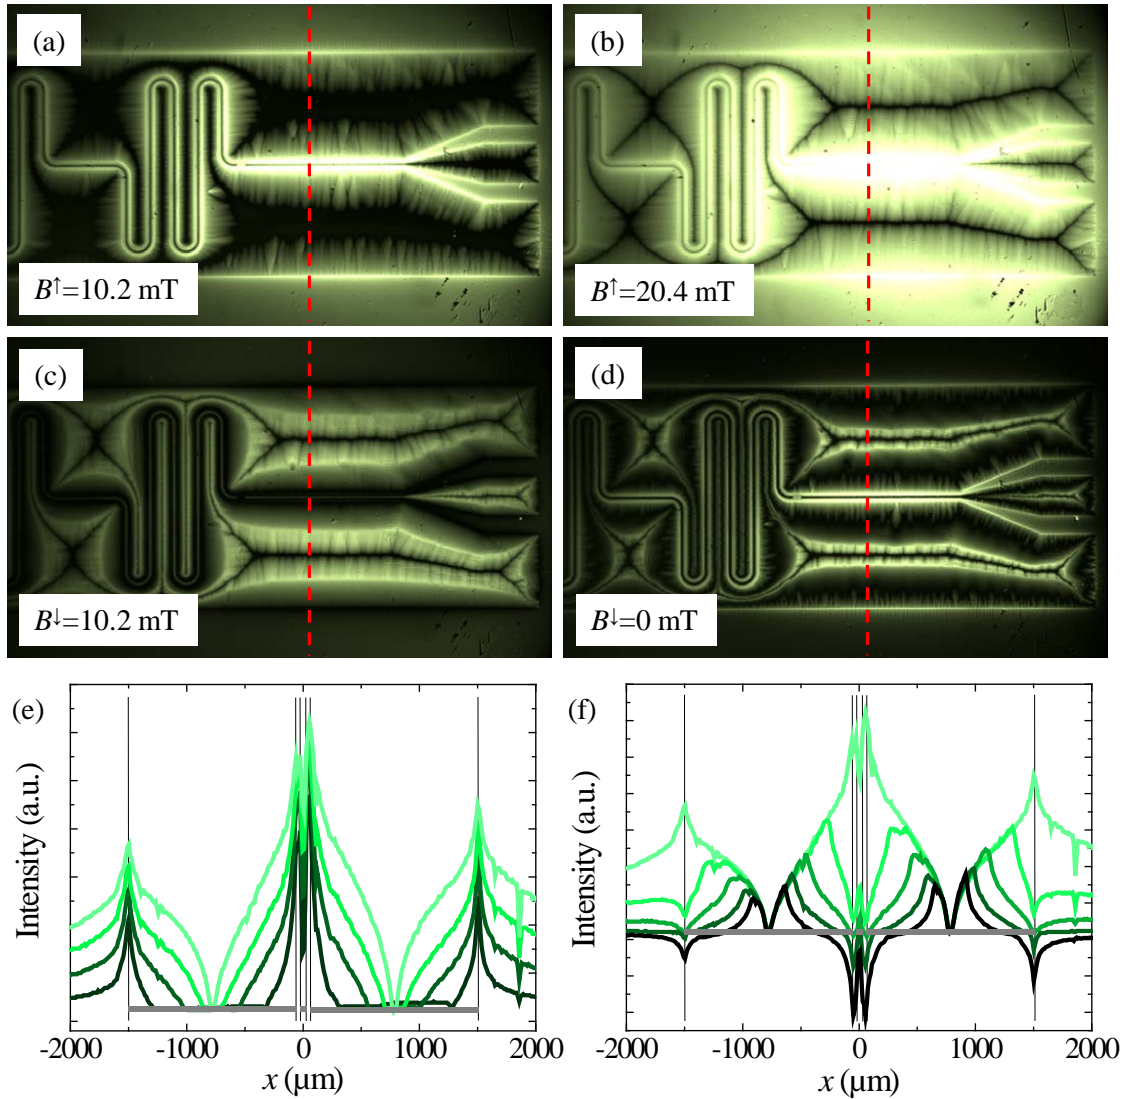 (a)
(b)
B↑=10.2 mT
B↑=20.4 mT
(c)
(d)
B↓=10.2 mT
B↓=0 mT
(e)
Intensity (a.u.)
-2000 -1000 0 1000 2000
x (μm)
(f)
Intensity (a.u.)
-2000 -1000 0 1000 2000
x (μm)